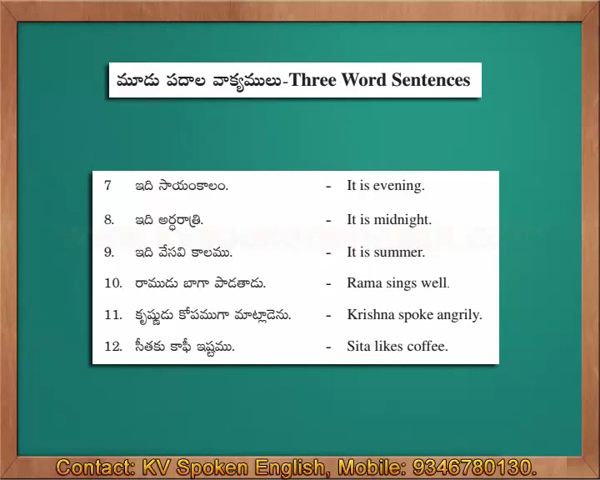 మూడు పదాల వాక్యములు-Three Word Sentences
7 ఇది సాయంకాలం. - It is evening.
8. ఇది అర్ధరాత్రి. - It is midnight.
9. ఇది వేసవి కాలము. - It is summer.
10. రాముడు బాగా పాడతాడు. - Rama sings well.
11. కృష్ణుడు కోపముగా మాట్లాడెను. - Krishna spoke angrily.
12. సీతకు కాఫీ ఇష్టము. - Sita likes coffee.
Contact: KV Spoken English, Mobile: 9346780130.